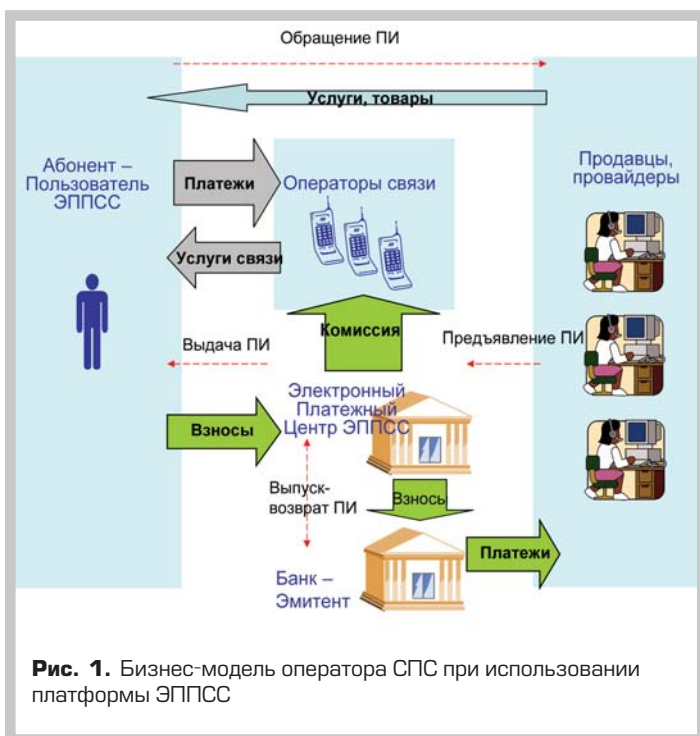 Обращение ПИ
Услуги, товары
Абонент –
Пользователь
ЭППСС
Платежи
Операторы связи
Продавцы,
провайдеры
Услуги связи
Комиссия
Выдача ПИ
Предъявление ПИ
Электронный
Платежный
Центр ЭППСС
Взносы
Выпуск-
возврат ПИ
Взносы
Платежи
Банк –
Эмитент
Рис. 1. Бизнес-модель оператора СПС при использовании
платформы ЭППСС